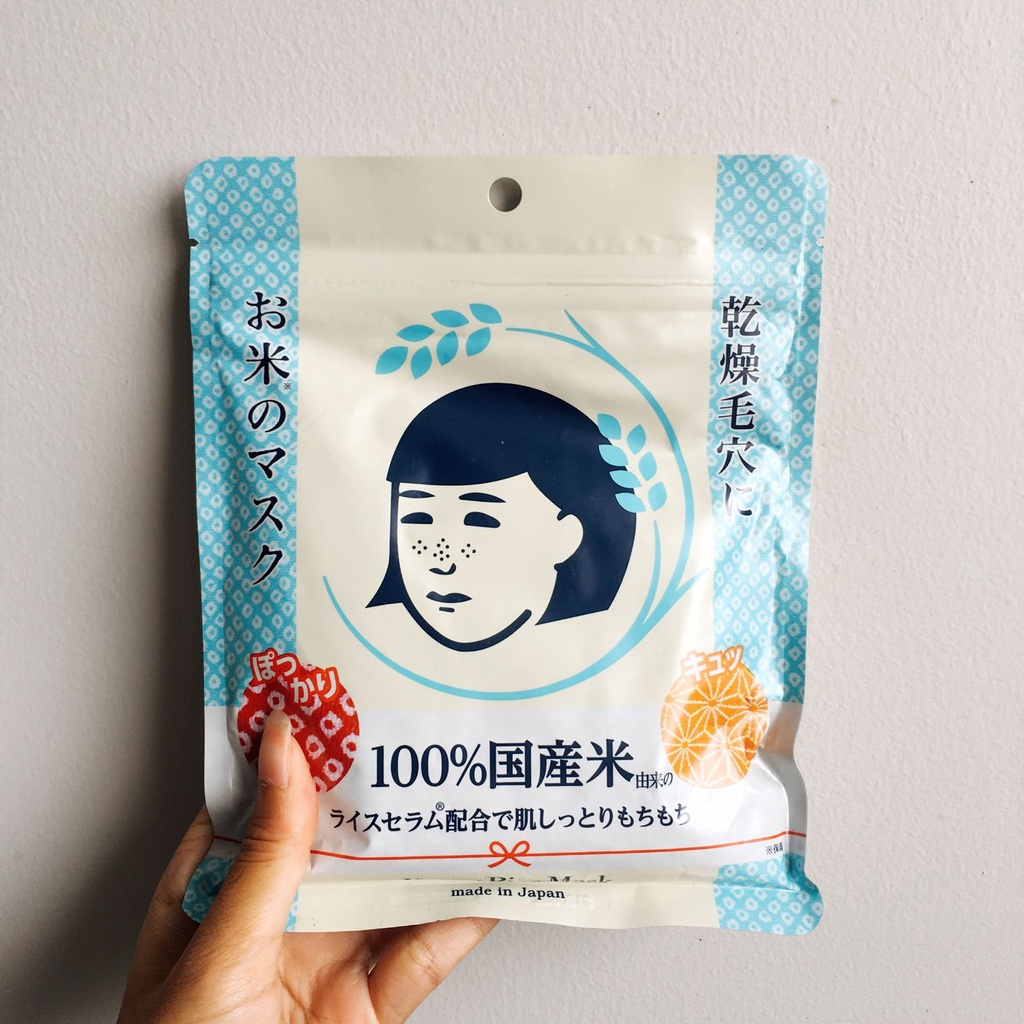 乾燥毛穴に
お米※のマスク
ぽっかり
キュッ
100%国産米由来の
ライスセラム®配合で肌しっとりもちもち
※保
made in Japan